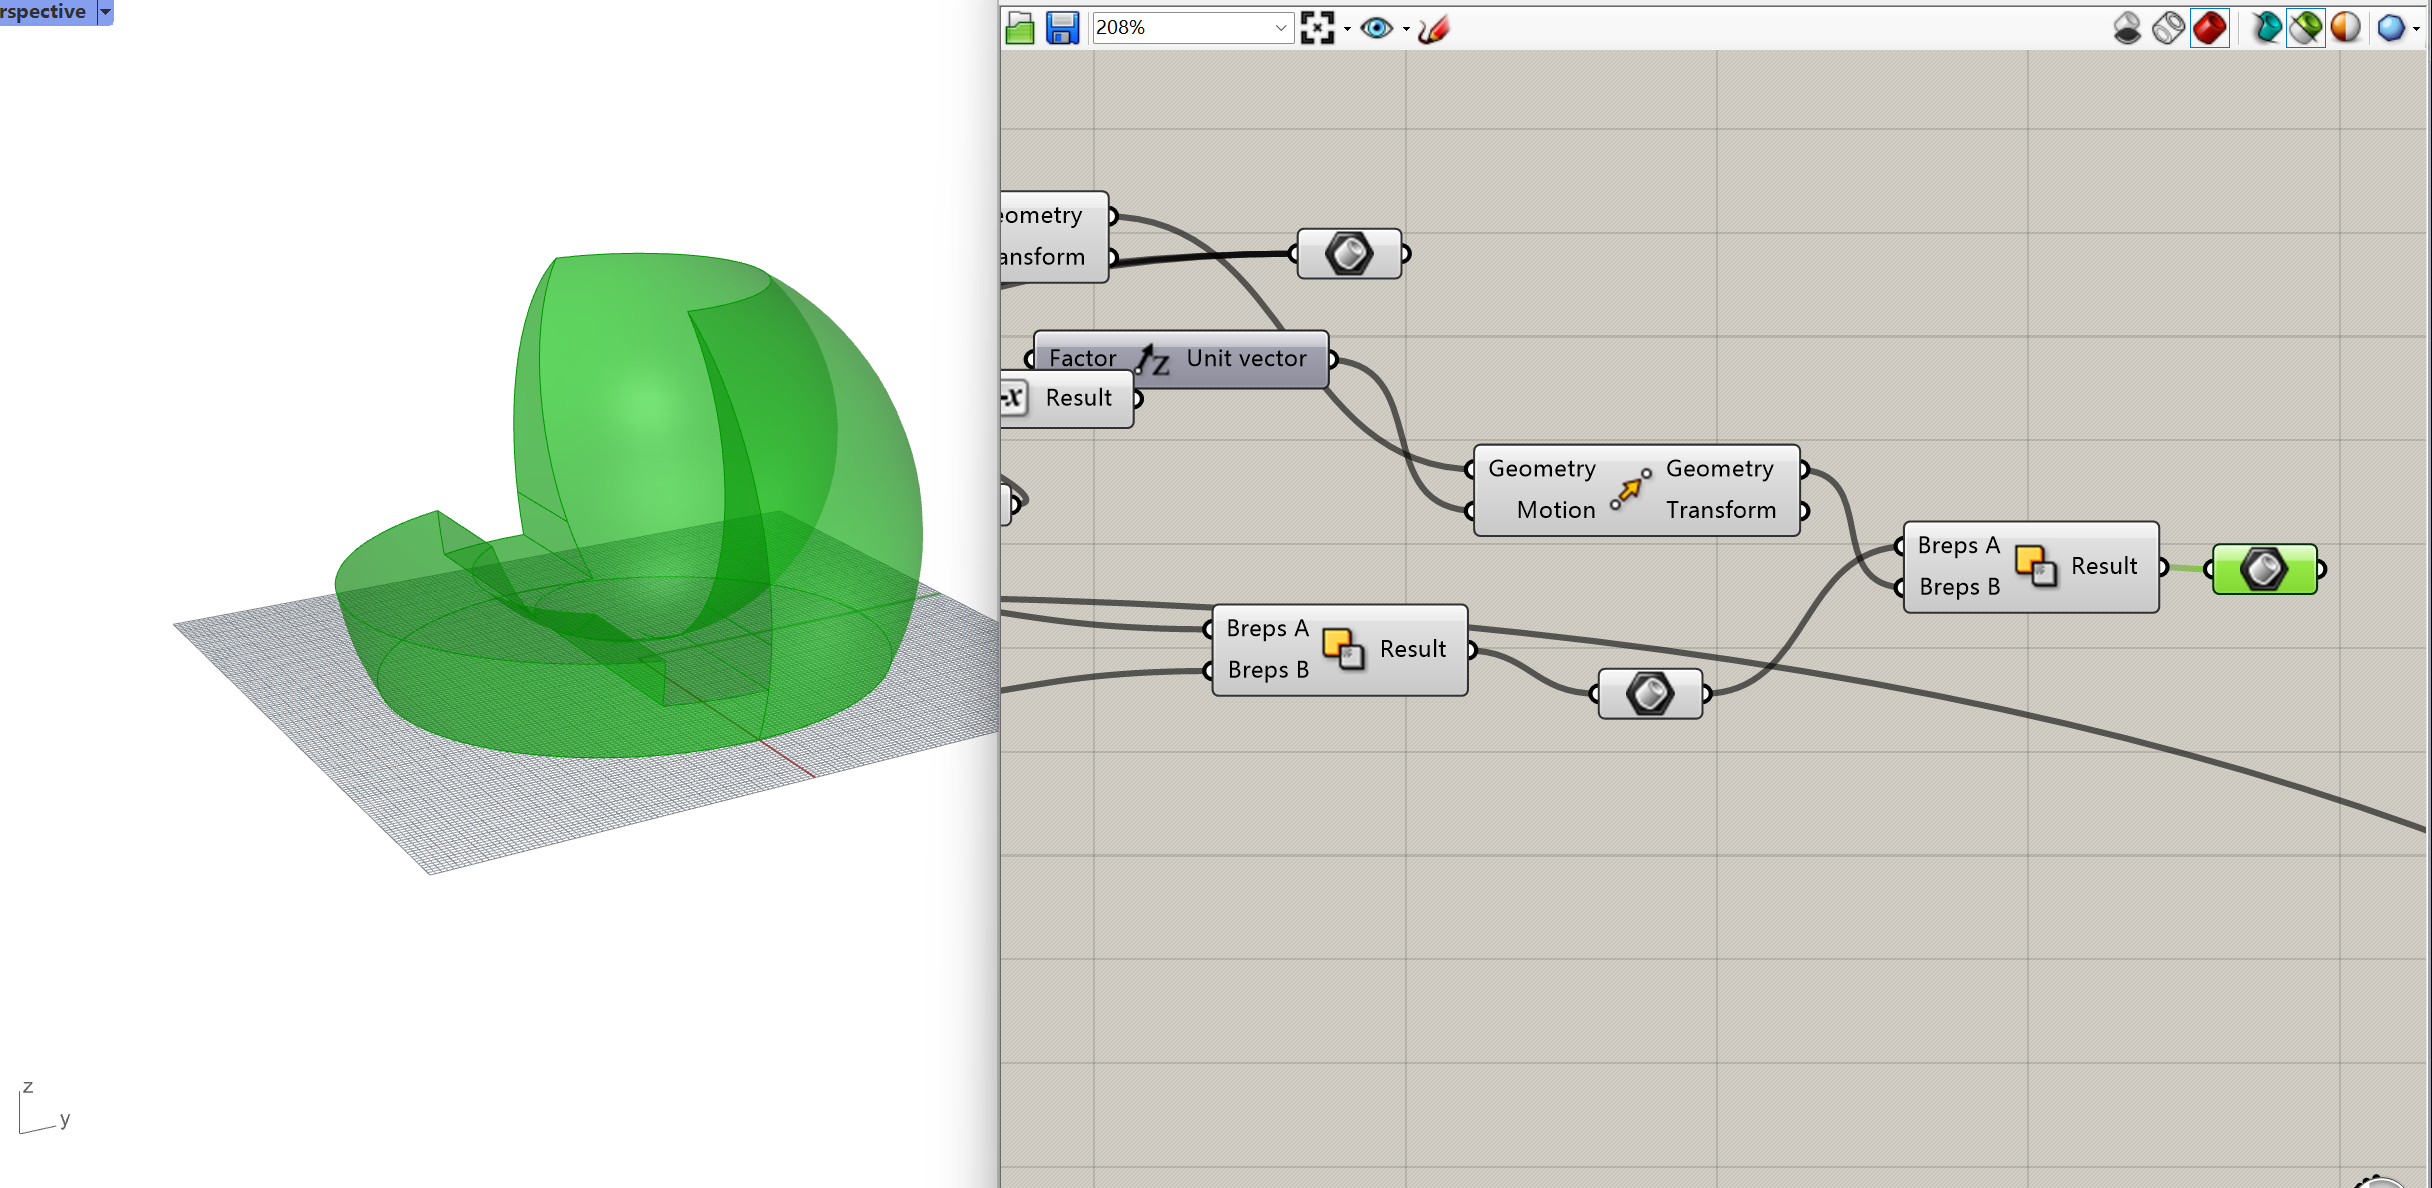 rspective
208%
eometry
ansform
Factor
Z
Unit vector
-x
Result
Geometry
Geometry
Motion
Transform
Breps A
Result
Breps B
Breps A
Result
Breps B
z
y